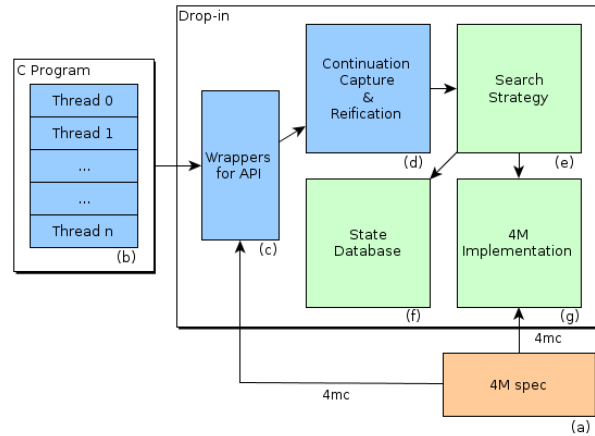 Drop-in
C Program
Thread 0
Thread 1
...
...
Thread n
(b)
Wrappers
for API
(c)
Continuation
Capture
&
Reification
(d)
Search
Strategy
(e)
State
Database
(f)
4M
Implementation
(g)
4mc
4mc
4M spec
(a)